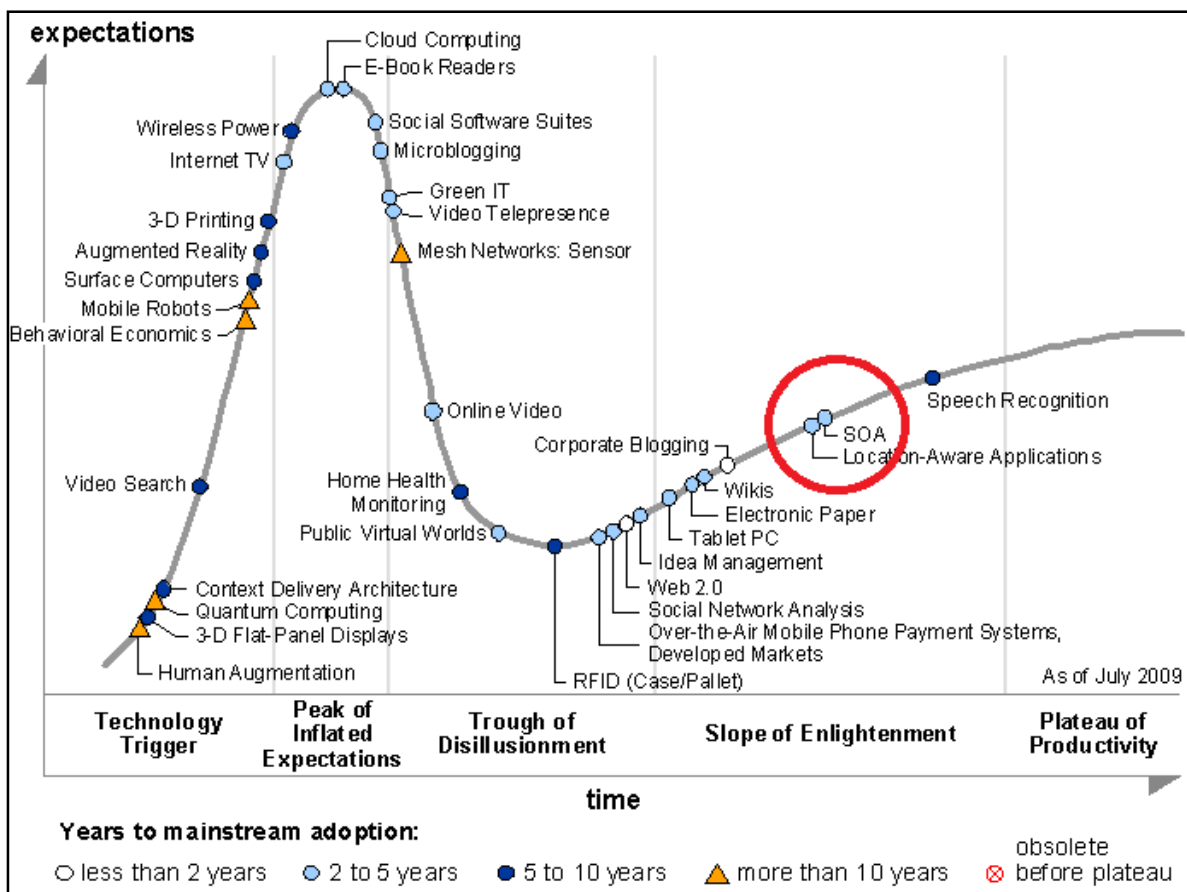 expectations
Cloud Computing
E-Book Readers
Social Software Suites
Wireless Power
Microblogging
Internet TV
Green IT
Video Telepresence
3-D Printing
Augmented Reality
Mesh Networks: Sensor
Surface Computers
Mobile Robots
Behavioral Economics
Speech Recognition
Online Video
SOA
Corporate Blogging
Location-Aware Applications
Video Search
Home Health
Monitoring
Wikis
Electronic Paper
Public Virtual Worlds
Tablet PC
Idea Management
Context Delivery Architecture
Web 2.0
Quantum Computing
Social Network Analysis
3-D Flat-Panel Displays
Over-the-Air Mobile Phone Payment Systems,
Developed Markets
Human Augmentation
RFID (Case/Pallet)
As of July 2009
Technology
Trigger
Peak of
Inflated
Expectations
Trough of
Disillusionment
Slope of Enlightenment
Plateau of
Productivity
time
Years to mainstream adoption:
less than 2 years
2 to 5 years
5 to 10 years
more than 10 years
obsolete
before plateau